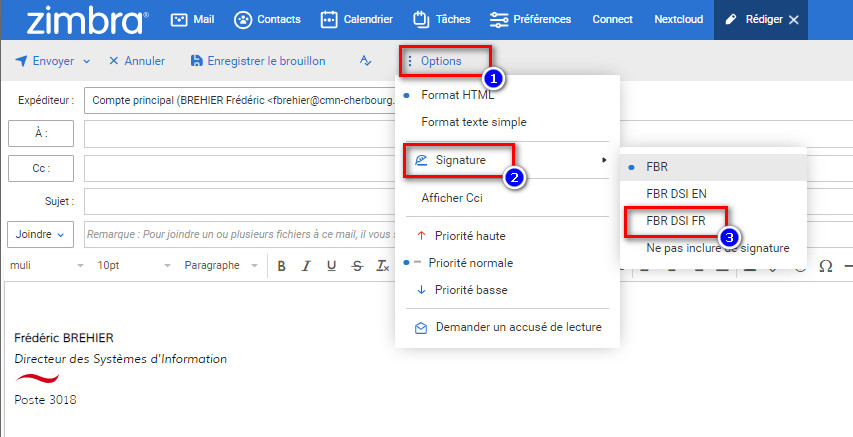 zimbra® Mail Contacts Calendrier Tâches Préférences Connect Nextcloud Rédiger
Envoyer Annuler Enregistrer le brouillon Options
1
Expéditeur : Compte principal (BREHIER Frédéric <fbrehier@cmn-cherbourg.
Format HTML
Format texte simple
À :
Cc :
Signature
2
FBR
FBR DSI EN
FBR DSI FR
3
Ne pas inclure de signature
Sujet :
Afficher Cci
Joindre Remarque : Pour joindre un ou plusieurs fichiers à ce mail, il vous
Priorité haute
Priorité normale
Priorité basse
Demander un accusé de lecture
muli 10pt Paragraphe B I U S Ix Ω
Frédéric BREHIER
Directeur des Systèmes d'Information
Poste 3018